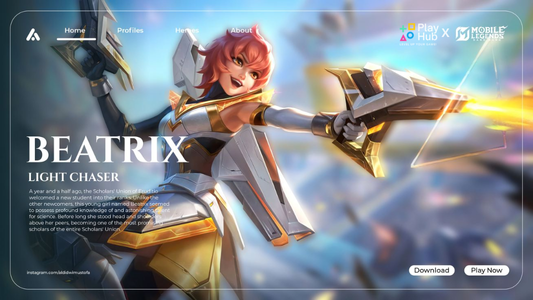 Home Profiles Heroes About
Play Hub X MOBILE LEGENDS
BEATRIX
LIGHT CHASER
A year and a half ago, the Scholars' Union of
welcomed a new student into their ranks. Unlike the
other newcomers, this young girl named Beatrix seemed
to possess profound knowledge and a
for science. Before long she stood head and
above her peers, becoming one of the most
scholars of the entire Scholars' Union.
Download Play Now